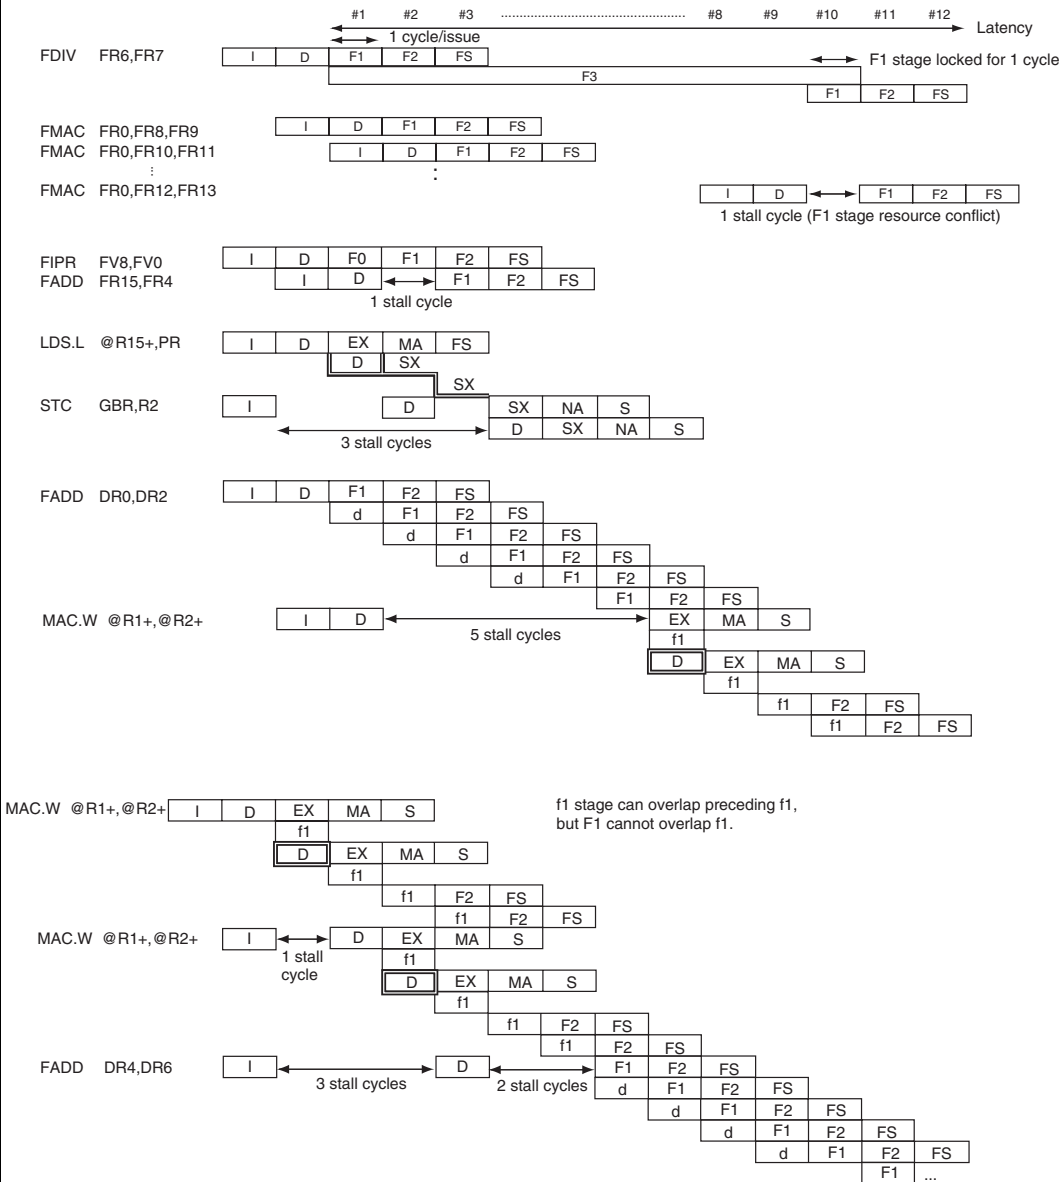 #1 #2 #3 ................................................ #8 #9 #10 #11 #12
Latency
1 cycle/issue
FDIV FR6,FR7 I D F1 F2 FS
F1 stage locked for 1 cycle
F3
F1 F2 FS
FMAC FR0,FR8,FR9 I D F1 F2 FS
FMAC FR0,FR10,FR11 I D F1 F2 FS
⋮ :
FMAC FR0,FR12,FR13 I D F1 F2 FS
1 stall cycle (F1 stage resource conflict)
FIPR FV8,FV0 I D F0 F1 F2 FS
FADD FR15,FR4 I D F1 F2 FS
1 stall cycle
LDS.L @R15+,PR I D EX MA FS
D SX
SX
STC GBR,R2 I D SX NA S
D SX NA S
3 stall cycles
FADD DR0,DR2 I D F1 F2 FS
d F1 F2 FS
d F1 F2 FS
d F1 F2 FS
d F1 F2 FS
F1 F2 FS
MAC.W @R1+,@R2+ I D EX MA S
5 stall cycles
f1
D EX MA S
f1
f1 F2 FS
f1 F2 FS
MAC.W @R1+,@R2+ I D EX MA S
f1 stage can overlap preceding f1,
but F1 cannot overlap f1.
f1
D EX MA S
f1
f1 F2 FS
f1 F2 FS
MAC.W @R1+,@R2+ I D EX MA S
1 stall
cycle
f1
D EX MA S
f1
f1 F2 FS
f1 F2 FS
FADD DR4,DR6 I D F1 F2 FS
3 stall cycles 2 stall cycles
d F1 F2 FS
d F1 F2 FS
d F1 F2 FS
d F1 F2 FS
F1 ...